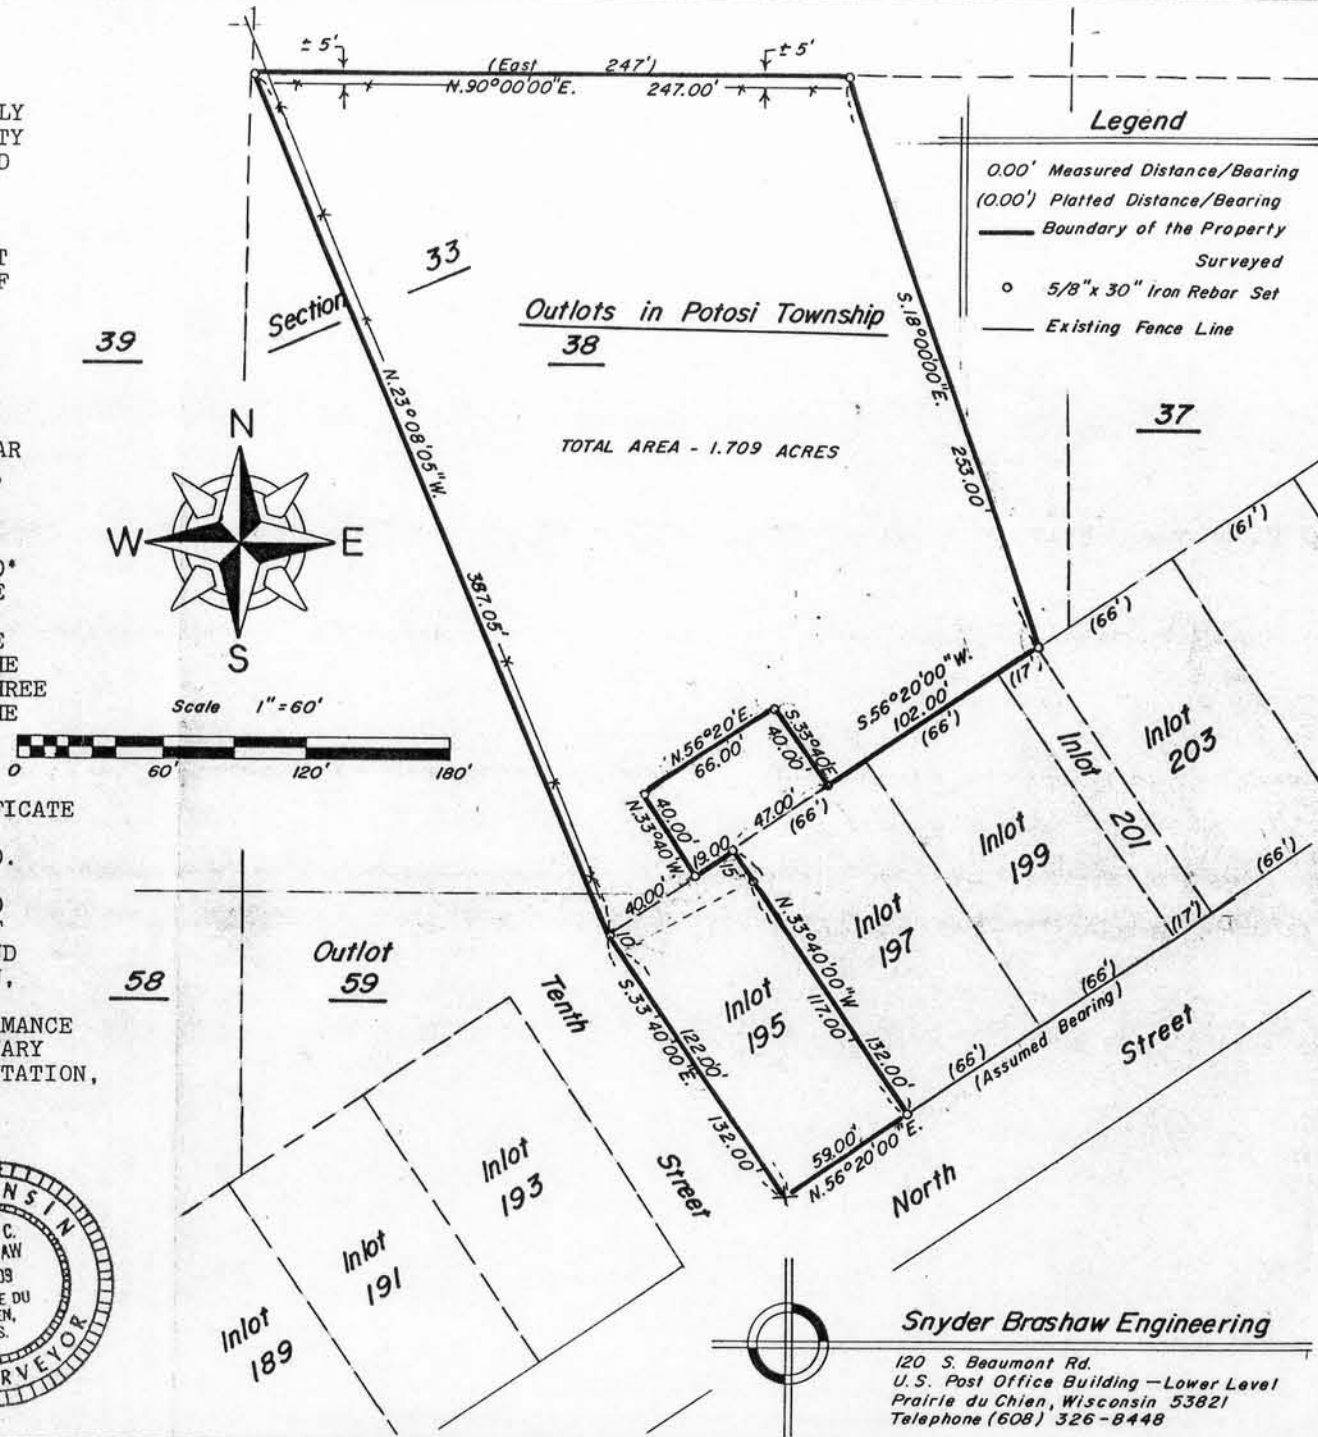 ± 5'
± 5'
(East 247')
N.90°00'00"E. 247.00'
LY
TY
D
T
F
AR
E
E
HE
HREE
HE
FICATE
D.
D
R
ND
N,
RMANCE
TARY
TATION,
Legend
0.00' Measured Distance/Bearing
(0.00') Platted Distance/Bearing
Boundary of the Property
Surveyed
5/8"x 30" Iron Rebar Set
Existing Fence Line
33
Section
Outlots in Potosi Township
38
39
37
TOTAL AREA - 1.709 ACRES
S.18°00'00"E.
253.00'
N.23°08'05"W.
387.05'
N
W E
S
Scale 1"=60'
0 60' 120' 180'
(61')
(66')
(17')
S.56°20'00"W.
102.00'
(66')
N.56°20'E.
66.00'
S.33°40'E.
40.00'
N.33°40'W.
40.00'
47.00'
(66')
19.00'
15'
40.00'
10'
Inlot
203
Inlot
201
Inlot
199
Inlot
197
Inlot
195
N.33°40'00"W
117.00'
132.00'
S.33°40'00"E.
122.00'
132.00'
59.00'
N.56°20'00"E.
(66')
(17')
(66')
(66')
(Assumed Bearing)
North Street
Tenth Street
58
Outlot
59
Inlot
193
Inlot
191
Inlot
189
NSIN
C.
AW
09
E DU
EN,
S.
RVEYOR
Snyder Brashaw Engineering
120 S. Beaumont Rd.
U.S. Post Office Building — Lower Level
Prairie du Chien, Wisconsin 53821
Telephone (608) 326-8448